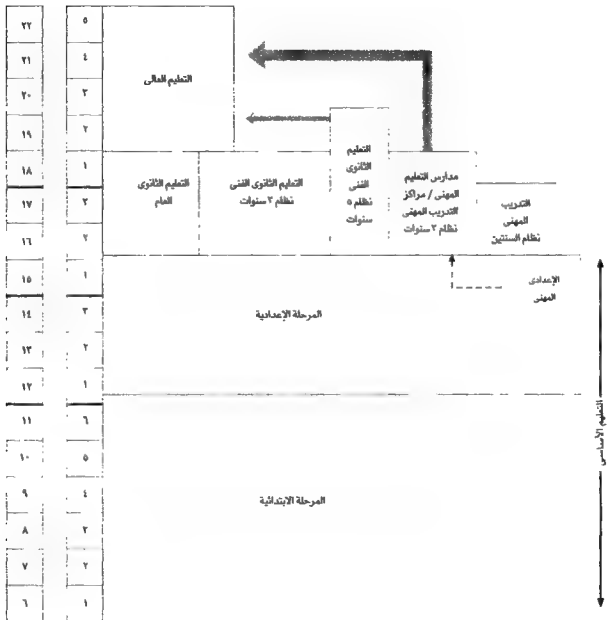 ٢٢ ٥
٢١ ٤
٢٠ ٣
١٩ ٢
١٨ ١
١٧ ٣
١٦ ٢
١٥ ١
١٤ ٣
١٣ ٢
١٢ ١
١١ ٦
١٠ ٥
٩ ٤
٨ ٣
٧ ٢
٦ ١
التعليم العالى
التعليم الثانوى
العام
التعليم الثانوى الفنى
نظام ٣ سنوات
التعليم
الثانوى
الفنى
نظام ٥
سنوات
مدارس التعليم
المهنى / مراكز
التدريب المهنى
نظام ٣ سنوات
التدريب
المهنى
نظام السنتين
الإعدادى
المهنى
المرحلة الإعدادية
المرحلة الابتدائية
التعليم الأساسى